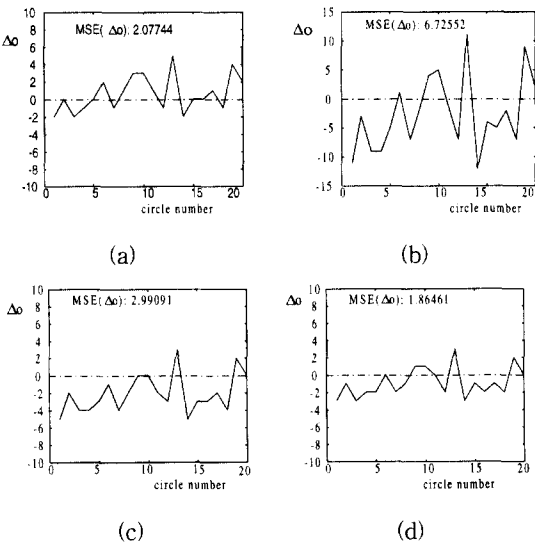 Δo
MSE( Δo): 2.07744
10
8
6
4
2
0
-2
-4
-6
-8
-10
0 5 10 15 20
circle number
(a)
Δo
MSE( Δo): 6.72552
15
10
5
0
-5
-10
-15
0 5 10 15 20
circle number
(b)
Δo
MSE( Δo): 2.99091
10
8
6
4
2
0
-2
-4
-6
-8
-10
0 5 10 15 20
circle number
(c)
Δo
MSE(Δo): 1.86461
10
8
6
4
2
0
-2
-4
-6
-8
-10
0 5 10 15 20
circle number
(d)